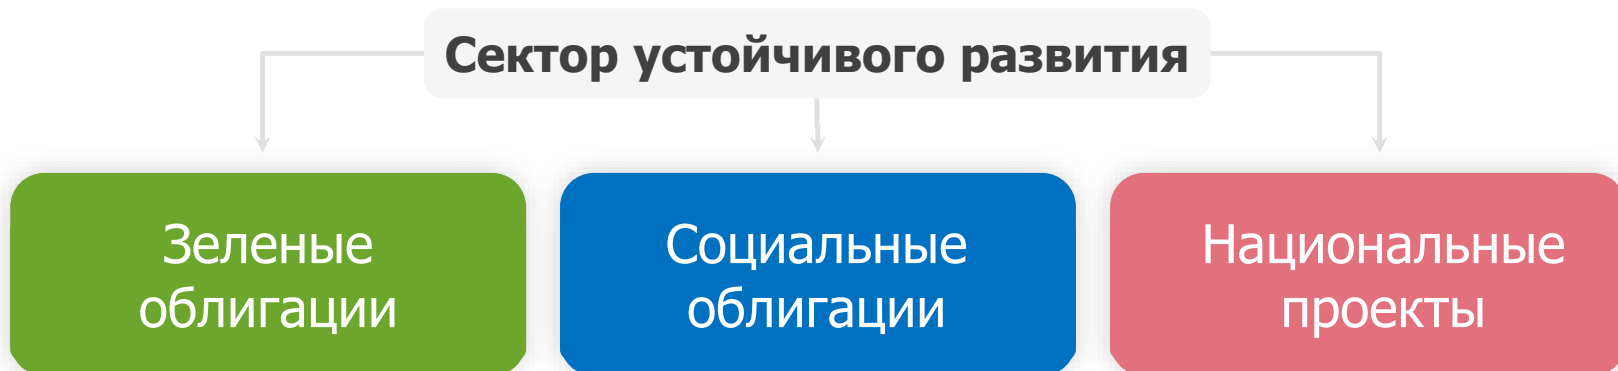 Сектор устойчивого развития
Зеленые
облигации
Социальные
облигации
Национальные
проекты